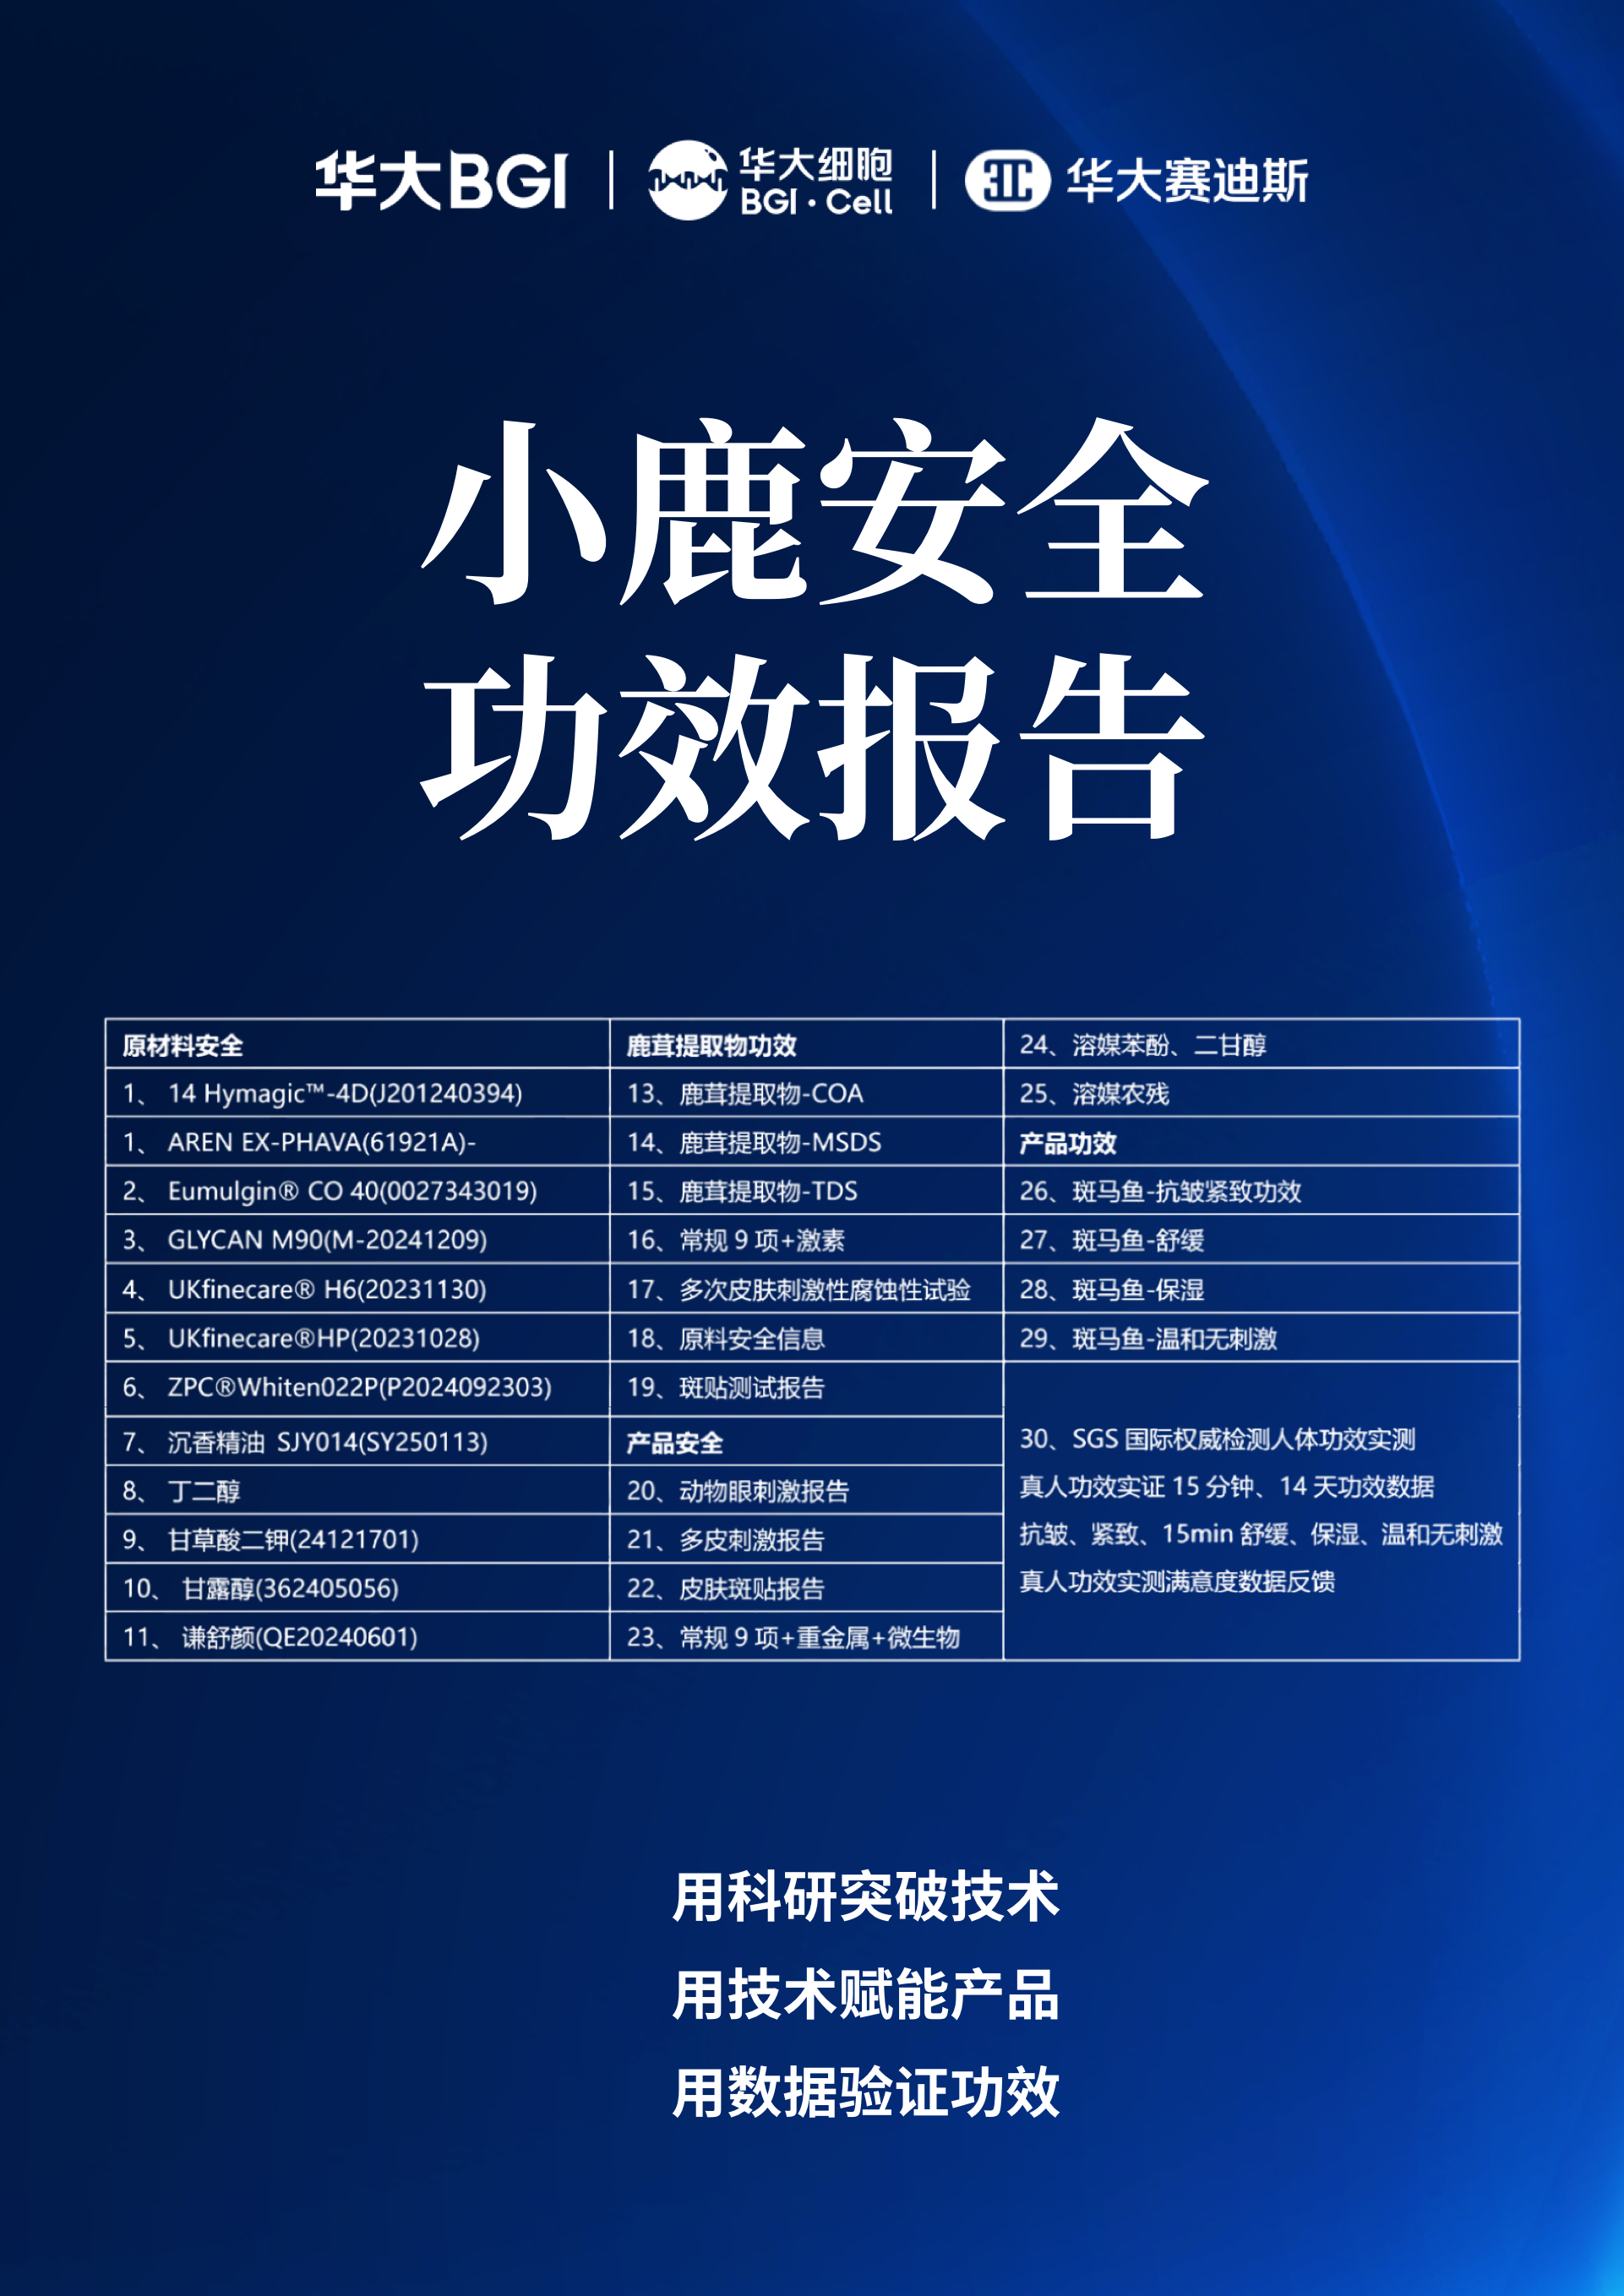 华大BGI | 华大细胞 BGI·Cell | 华大赛迪斯
小鹿安全
功效报告
原材料安全
1、 14 Hymagic™-4D(J201240394)
1、 AREN EX-PHAVA(61921A)-
2、 Eumulgin® CO 40(0027343019)
3、 GLYCAN M90(M-20241209)
4、 UKfinecare® H6(20231130)
5、 UKfinecare®HP(20231028)
6、 ZPC®Whiten022P(P2024092303)
7、 沉香精油 SJY014(SY250113)
8、 丁二醇
9、 甘草酸二钾(24121701)
10、 甘露醇(362405056)
11、 谦舒颜(QE20240601)
鹿茸提取物功效
13、鹿茸提取物-COA
14、鹿茸提取物-MSDS
15、鹿茸提取物-TDS
16、常规 9 项+激素
17、多次皮肤刺激性腐蚀性试验
18、原料安全信息
19、斑贴测试报告
产品安全
20、动物眼刺激报告
21、多皮刺激报告
22、皮肤斑贴报告
23、常规 9 项+重金属+微生物
24、溶媒苯酚、二甘醇
25、溶媒农残
产品功效
26、斑马鱼-抗皱紧致功效
27、斑马鱼-舒缓
28、斑马鱼-保湿
29、斑马鱼-温和无刺激
30、SGS 国际权威检测人体功效实测
真人功效实证 15 分钟、14 天功效数据
抗皱、紧致、15min 舒缓、保湿、温和无刺激
真人功效实测满意度数据反馈
用科研突破技术
用技术赋能产品
用数据验证功效